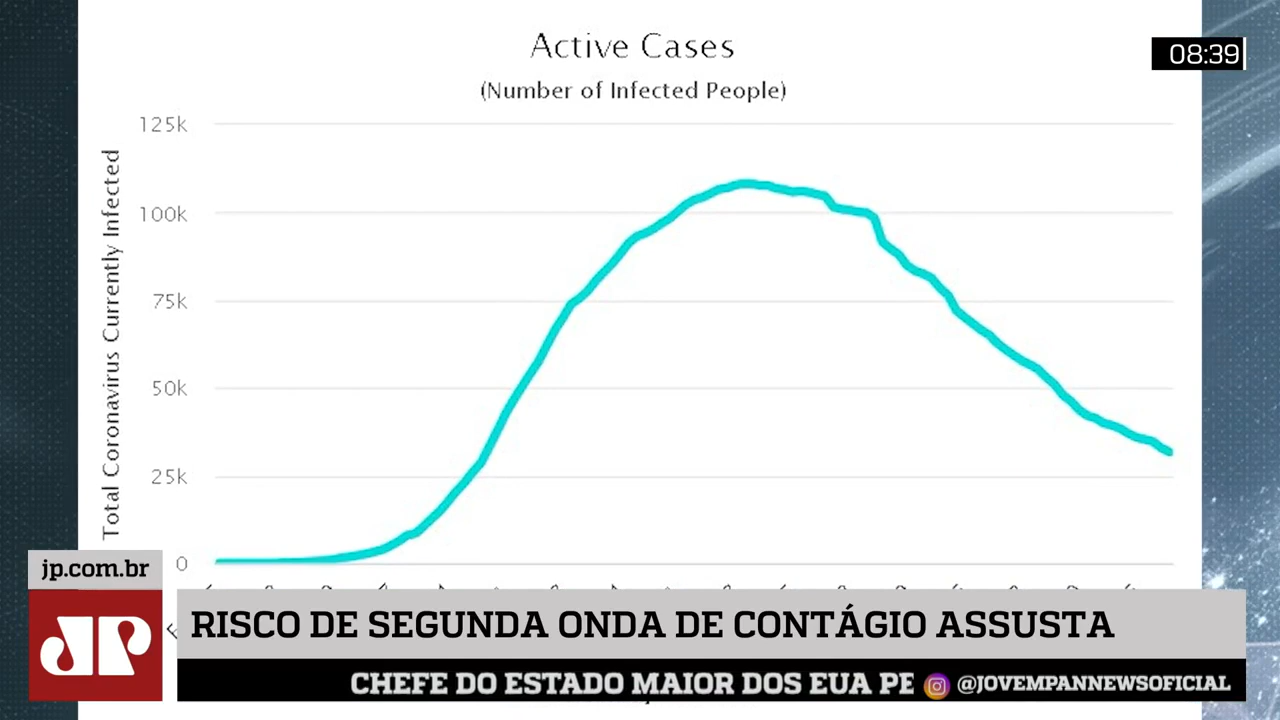 Active Cases
(Number of Infected People)
08:39
Total Coronavirus Currently Infected
125k
100k
75k
50k
25k
0
jp.com.br
JP
RISCO DE SEGUNDA ONDA DE CONTÁGIO ASSUSTA
CHEFE DO ESTADO MAIOR DOS EUA PE
@JOVEMPANNEWSOFICIAL